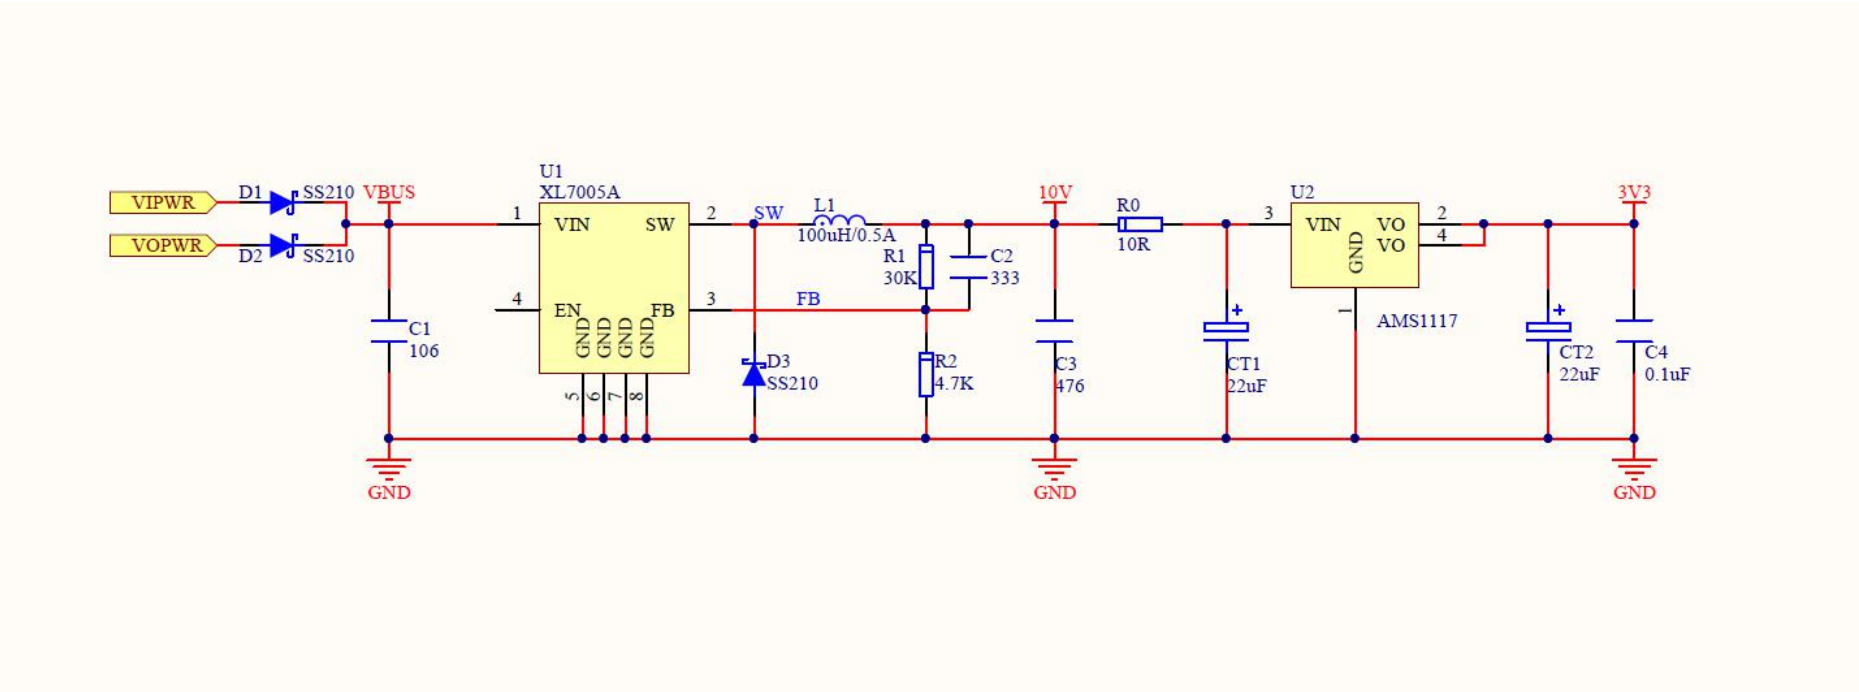 U1
XL7005A
VIPWR
D1
SS210
VBUS
VOPWR
D2
SS210
1
VIN
SW
2
SW
L1
100uH/0.5A
4
EN
FB
3
FB
GND
GND
GND
GND
5
6
7
8
C1
106
R1
30K
C2
333
D3
SS210
R2
4.7K
10V
R0
10R
C3
476
+
CT1
22uF
U2
3
VIN
VO
2
VO
4
GND
1
AMS1117
3V3
+
CT2
22uF
C4
0.1uF
GND
GND
GND